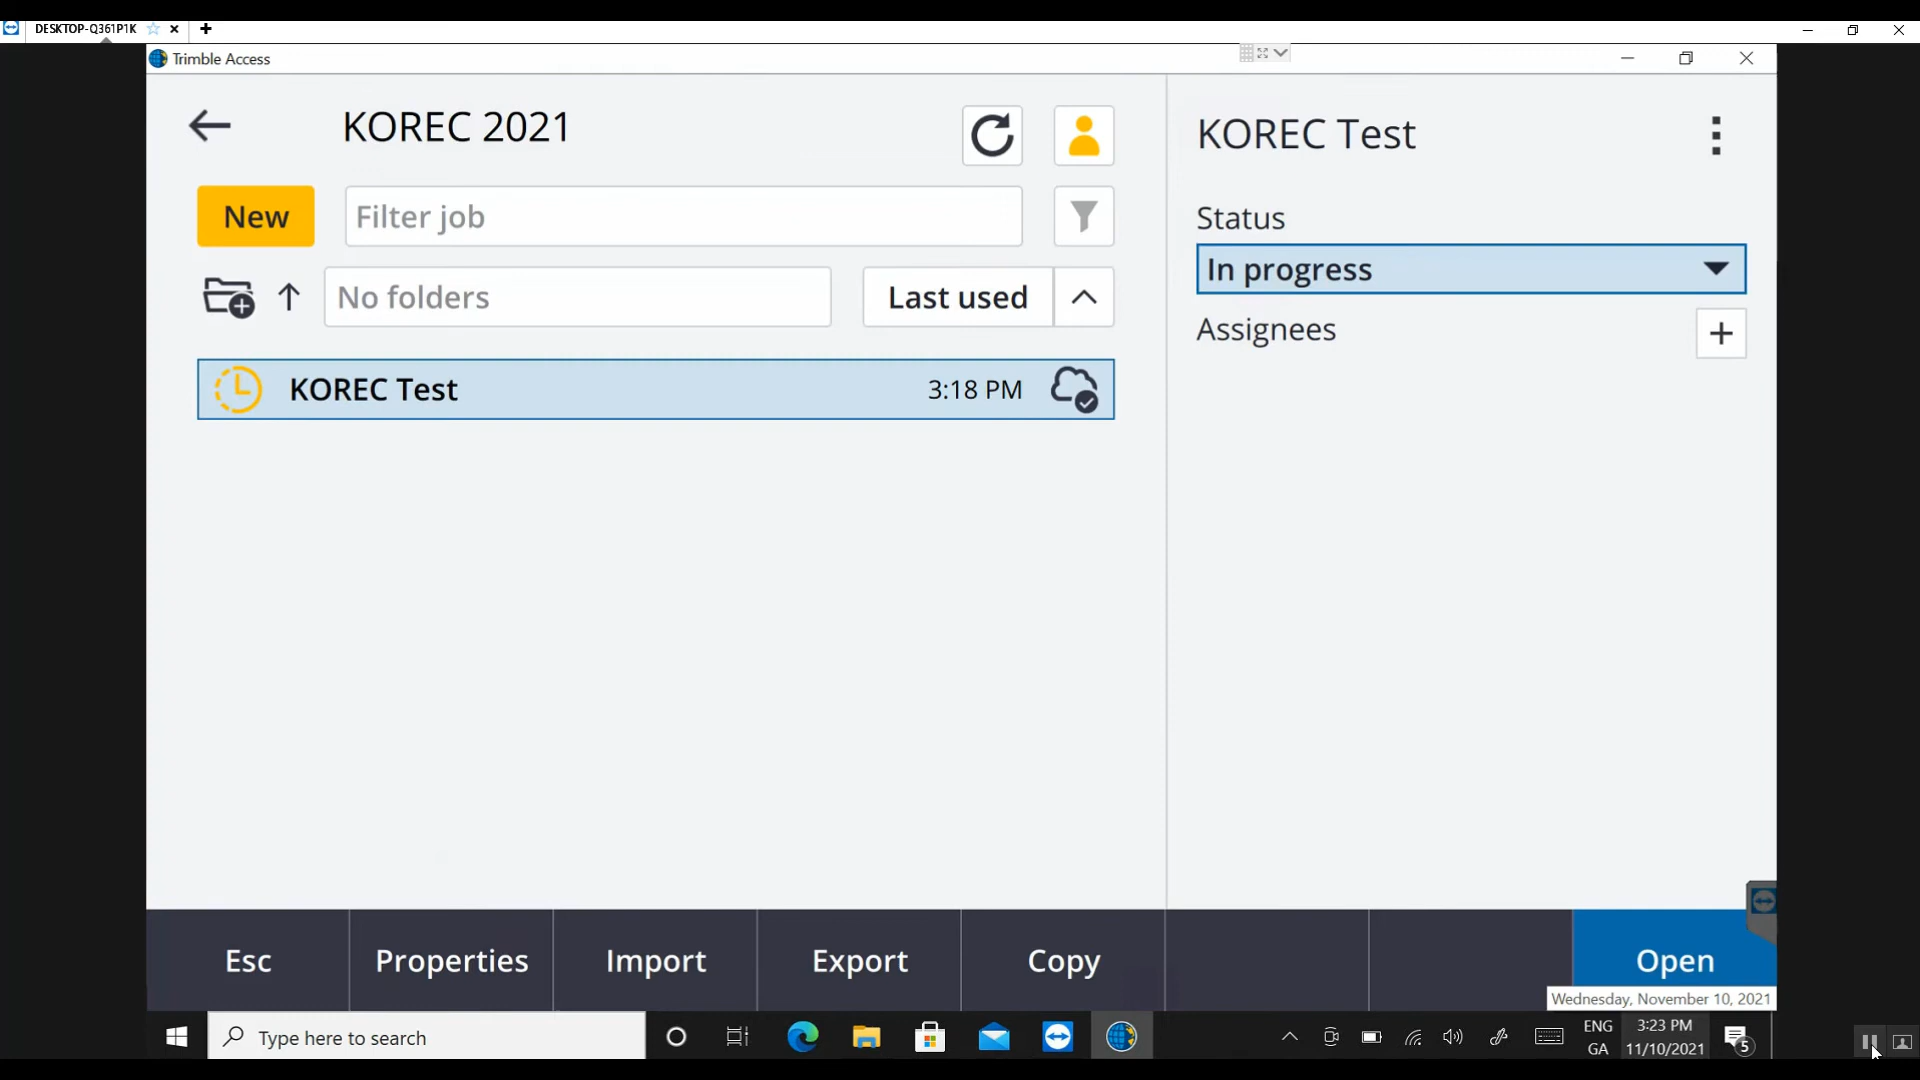 DESKTOP-Q361P1K
Trimble Access
KOREC 2021
New
Filter job
No folders
Last used
KOREC Test
3:18 PM
KOREC Test
Status
In progress
Assignees
Esc
Properties
Import
Export
Copy
Open
Wednesday, November 10, 2021
Type here to search
ENG
GA
3:23 PM
11/10/2021
5